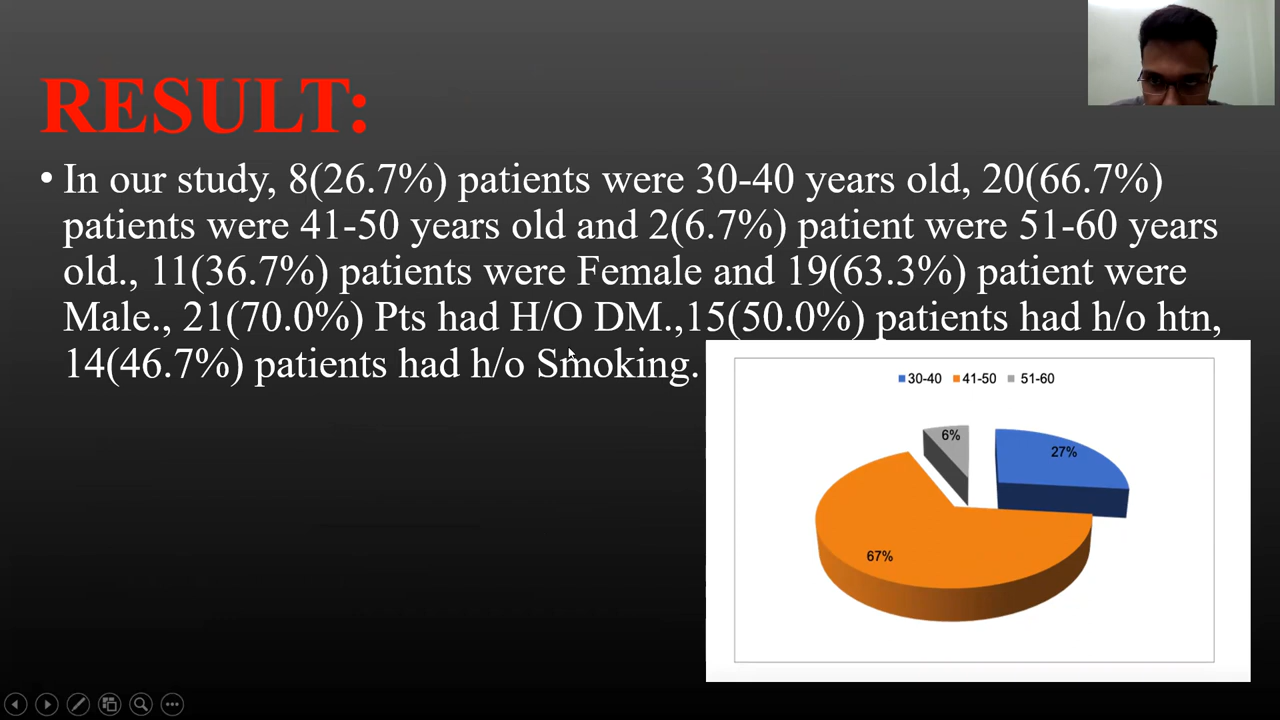 RESULT:
• In our study, 8(26.7%) patients were 30-40 years old, 20(66.7%)
patients were 41-50 years old and 2(6.7%) patient were 51-60 years
old., 11(36.7%) patients were Female and 19(63.3%) patient were
Male., 21(70.0%) Pts had H/O DM.,15(50.0%) patients had h/o htn,
14(46.7%) patients had h/o Smoking.
30-40 41-50 51-60
6%
27%
67%